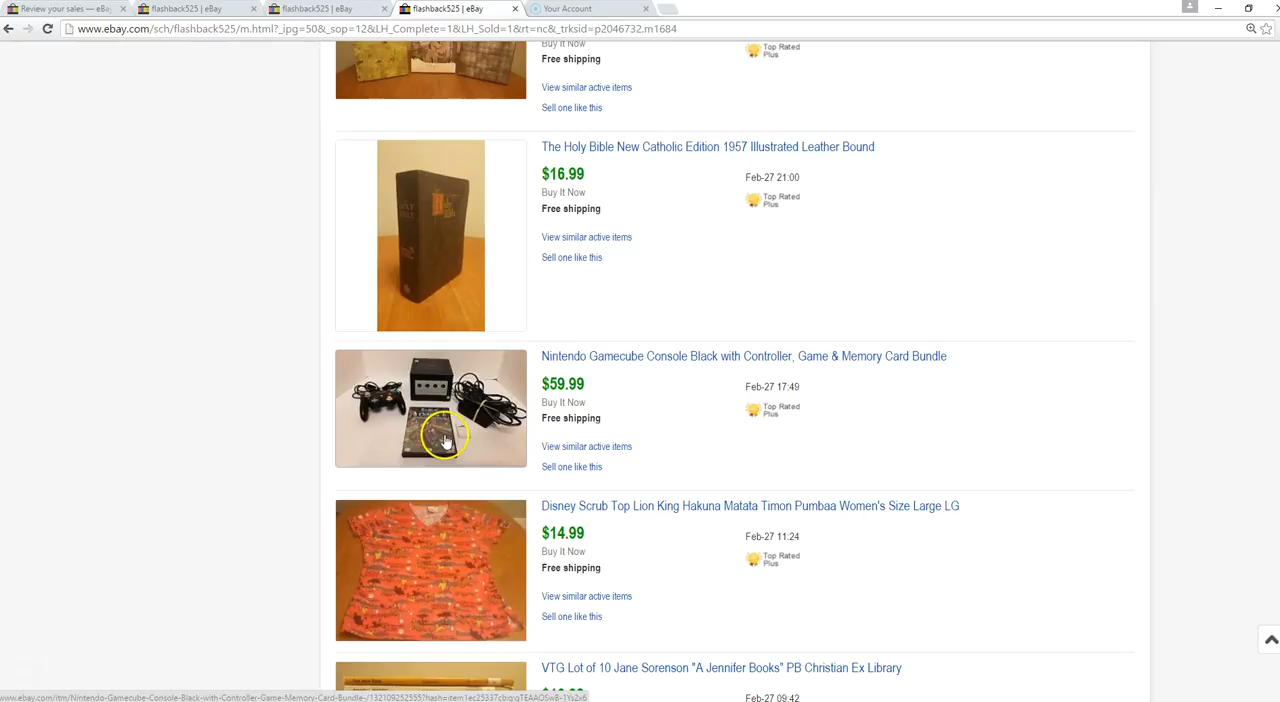 Review your sales — eBa
flashback525 | eBay
flashback525 | eBay
flashback525 | eBay
Your Account
www.ebay.com/sch/flashback525/m.html?_ipg=50&_sop=12&LH_Complete=1&LH_Sold=1&rt=nc&_trksid=p2046732.m1684
Buy It Now
Free shipping
Top Rated
Plus
View similar active items
Sell one like this
The Holy Bible New Catholic Edition 1957 Illustrated Leather Bound
$16.99
Feb-27 21:00
Buy It Now
Free shipping
Top Rated
Plus
View similar active items
Sell one like this
Nintendo Gamecube Console Black with Controller, Game & Memory Card Bundle
$59.99
Feb-27 17:49
Buy It Now
Free shipping
Top Rated
Plus
View similar active items
Sell one like this
Disney Scrub Top Lion King Hakuna Matata Timon Pumbaa Women's Size Large LG
$14.99
Feb-27 11:24
Buy It Now
Free shipping
Top Rated
Plus
View similar active items
Sell one like this
VTG Lot of 10 Jane Sorenson "A Jennifer Books" PB Christian Ex Library
Feb-27 09:42